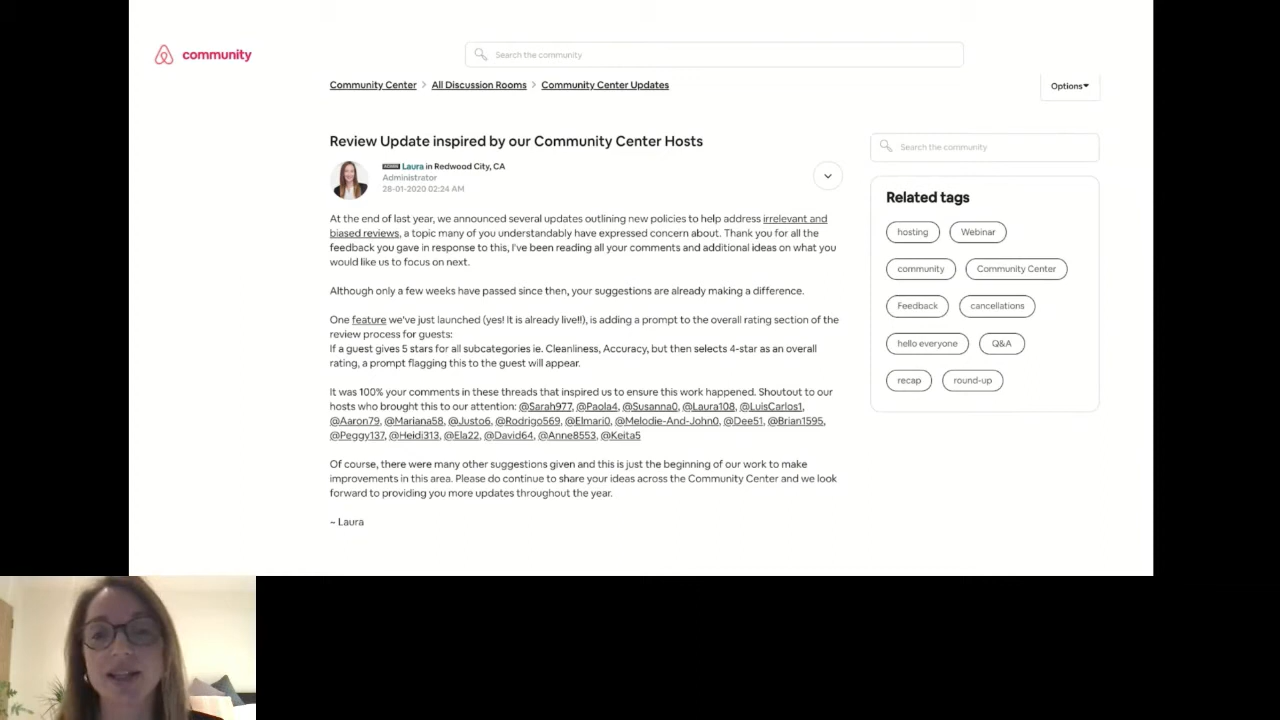 community
Search the community
Community Center > All Discussion Rooms > Community Center Updates
Options
Review Update inspired by our Community Center Hosts
Laura in Redwood City, CA
Administrator
28-01-2020 02:24 AM
At the end of last year, we announced several updates outlining new policies to help address irrelevant and
biased reviews, a topic many of you understandably have expressed concern about. Thank you for all the
feedback you gave in response to this, I've been reading all your comments and additional ideas on what you
would like us to focus on next.
Although only a few weeks have passed since then, your suggestions are already making a difference.
One feature we've just launched (yes! It is already live!!), is adding a prompt to the overall rating section of the
review process for guests:
If a guest gives 5 stars for all subcategories ie. Cleanliness, Accuracy, but then selects 4-star as an overall
rating, a prompt flagging this to the guest will appear.
It was 100% your comments in these threads that inspired us to ensure this work happened. Shoutout to our
hosts who brought this to our attention: @Sarah977, @Paola4, @Susanna0, @Laura108, @LuisCarlos1,
@Aaron79, @Mariana58, @Justo6, @Rodrigo569, @Elmari0, @Melodie-And-John0, @Dee51, @Brian1595,
@Peggy137, @Heidi313, @Ela22, @David64, @Anne8553, @Keita5
Of course, there were many other suggestions given and this is just the beginning of our work to make
improvements in this area. Please do continue to share your ideas across the Community Center and we look
forward to providing you more updates throughout the year.
~ Laura
Search the community
Related tags
hosting Webinar
community Community Center
Feedback cancellations
hello everyone Q&A
recap round-up